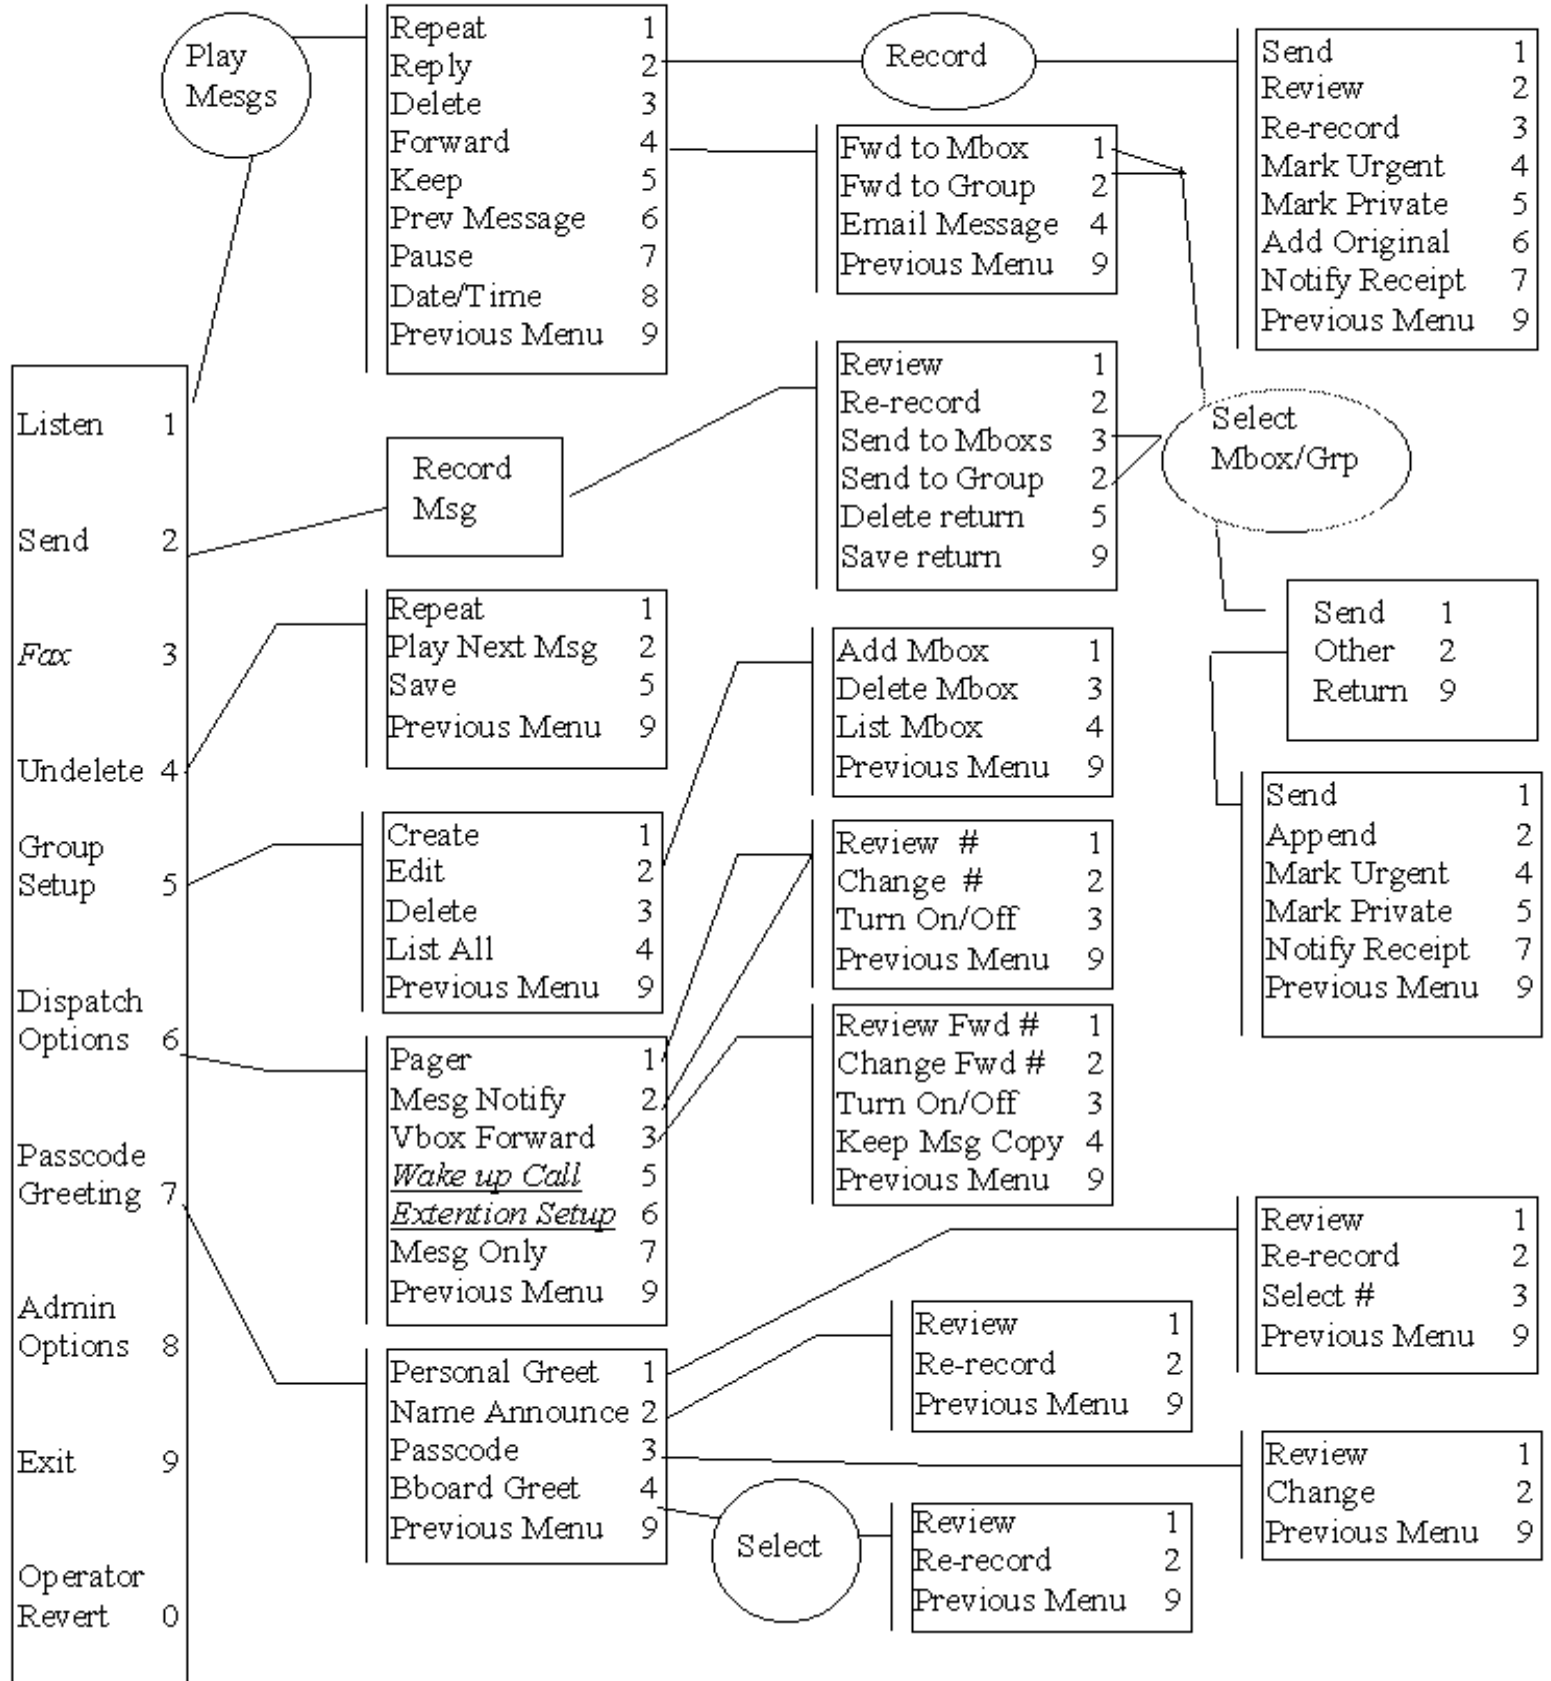 Play
Mesgs
Repeat 1
Reply 2
Delete 3
Forward 4
Keep 5
Prev Message 6
Pause 7
Date/Time 8
Previous Menu 9
Record
Send 1
Review 2
Re-record 3
Mark Urgent 4
Mark Private 5
Add Original 6
Notify Receipt 7
Previous Menu 9
Fwd to Mbox 1
Fwd to Group 2
Email Message 4
Previous Menu 9
Listen 1
Send 2
Fax 3
Undelete 4
Group
Setup 5
Dispatch
Options 6
Passcode
Greeting 7
Admin
Options 8
Exit 9
Operator
Revert 0
Record
Msg
Review 1
Re-record 2
Send to Mboxs 3
Send to Group 2
Delete return 5
Save return 9
Select
Mbox/Grp
Send 1
Other 2
Return 9
Send 1
Append 2
Mark Urgent 4
Mark Private 5
Notify Receipt 7
Previous Menu 9
Repeat 1
Play Next Msg 2
Save 5
Previous Menu 9
Create 1
Edit 2
Delete 3
List All 4
Previous Menu 9
Add Mbox 1
Delete Mbox 3
List Mbox 4
Previous Menu 9
Pager 1
Mesg Notify 2
Vbox Forward 3
Wake up Call 5
Extention Setup 6
Mesg Only 7
Previous Menu 9
Review # 1
Change # 2
Turn On/Off 3
Previous Menu 9
Review Fwd # 1
Change Fwd # 2
Turn On/Off 3
Keep Msg Copy 4
Previous Menu 9
Personal Greet 1
Name Announce 2
Passcode 3
Bboard Greet 4
Previous Menu 9
Review 1
Re-record 2
Select # 3
Previous Menu 9
Review 1
Re-record 2
Previous Menu 9
Review 1
Change 2
Previous Menu 9
Select
Review 1
Re-record 2
Previous Menu 9